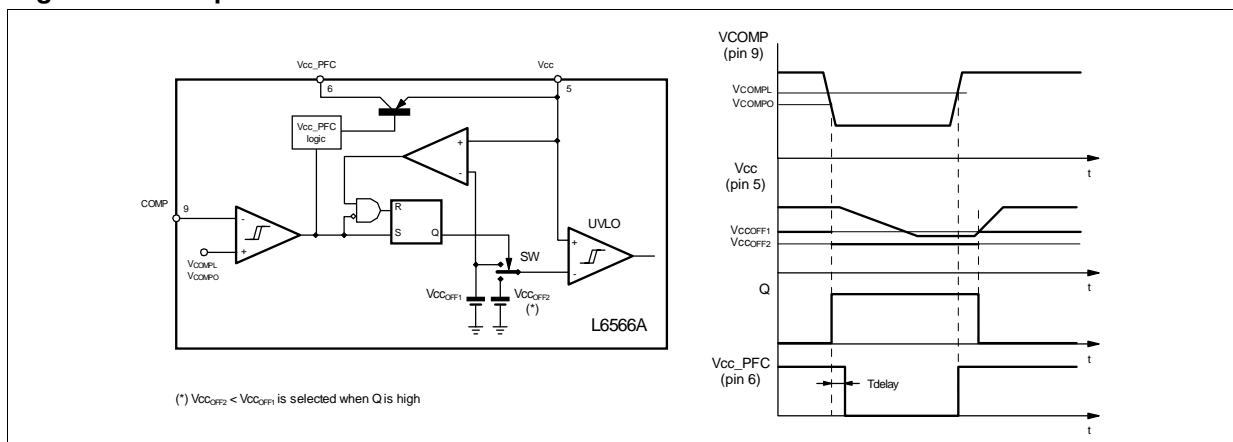 Vcc_PFC
6
Vcc
5
Vcc_PFC
logic
+
-
COMP
9
-
+
VCOMPL
VCOMPO
R
S
Q
SW
UVLO
+
-
VccOFF1
VccOFF2
(*)
L6566A
(*) VccOFF2 < VccOFF1 is selected when Q is high
VCOMP
(pin 9)
VCOMPL
VCOMPO
t
Vcc
(pin 5)
VccOFF1
VccOFF2
t
Q
t
Vcc_PFC
(pin 6)
Tdelay
t